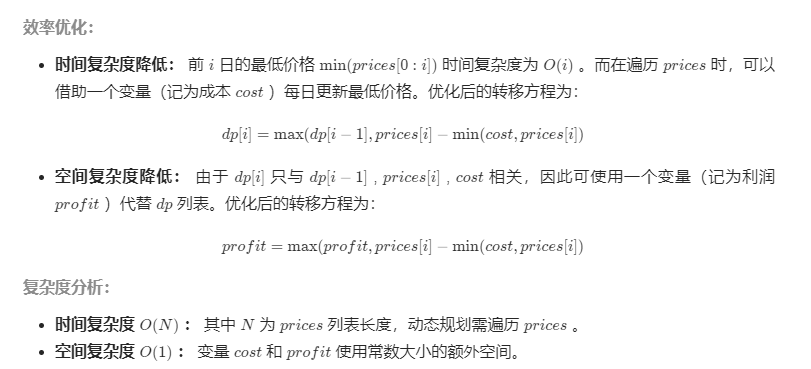 效率优化：
• 时间复杂度降低： 前 i 日的最低价格 min(prices[0 : i]) 时间复杂度为 O(i) 。而在遍历 prices 时，可以
借助一个变量（记为成本 cost ）每日更新最低价格。优化后的转移方程为：
dp[i] = max(dp[i − 1], prices[i] − min(cost, prices[i])
• 空间复杂度降低： 由于 dp[i] 只与 dp[i − 1] , prices[i] , cost 相关，因此可使用一个变量（记为利润
profit ）代替 dp 列表。优化后的转移方程为：
profit = max(profit, prices[i] − min(cost, prices[i])
复杂度分析：
• 时间复杂度 O(N) ： 其中 N 为 prices 列表长度，动态规划需遍历 prices 。
• 空间复杂度 O(1) ： 变量 cost 和 profit 使用常数大小的额外空间。